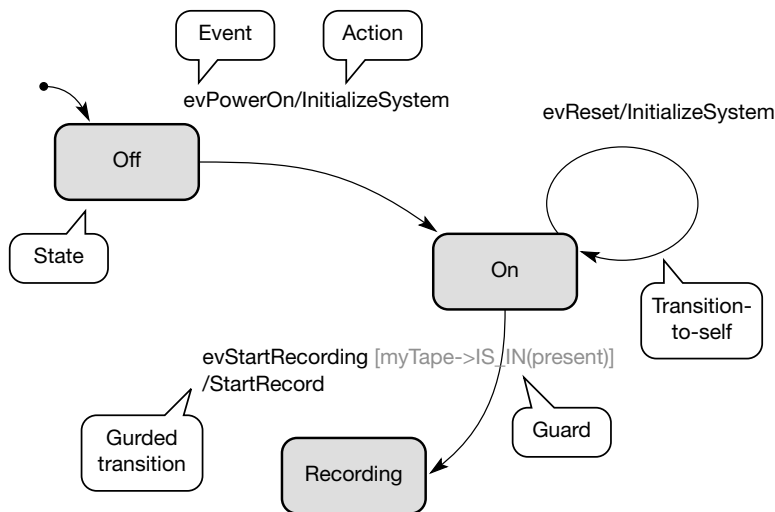 Event
Action
evPowerOn/InitializeSystem
evReset/InitializeSystem
Off
State
On
Transition-
to-self
evStartRecording [myTape->IS_IN(present)]
/StartRecord
Gurded
transition
Guard
Recording